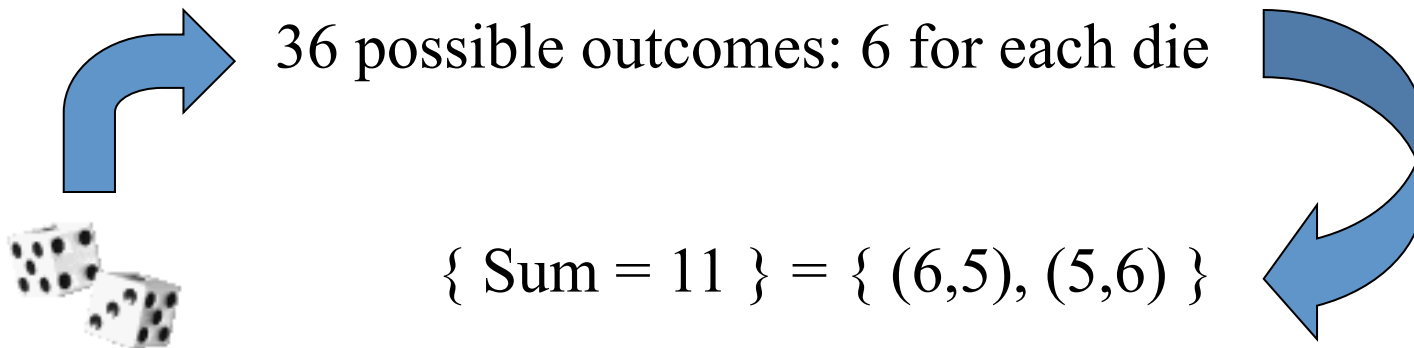 36 possible outcomes: 6 for each die
{ Sum = 11 } = { (6,5), (5,6) }